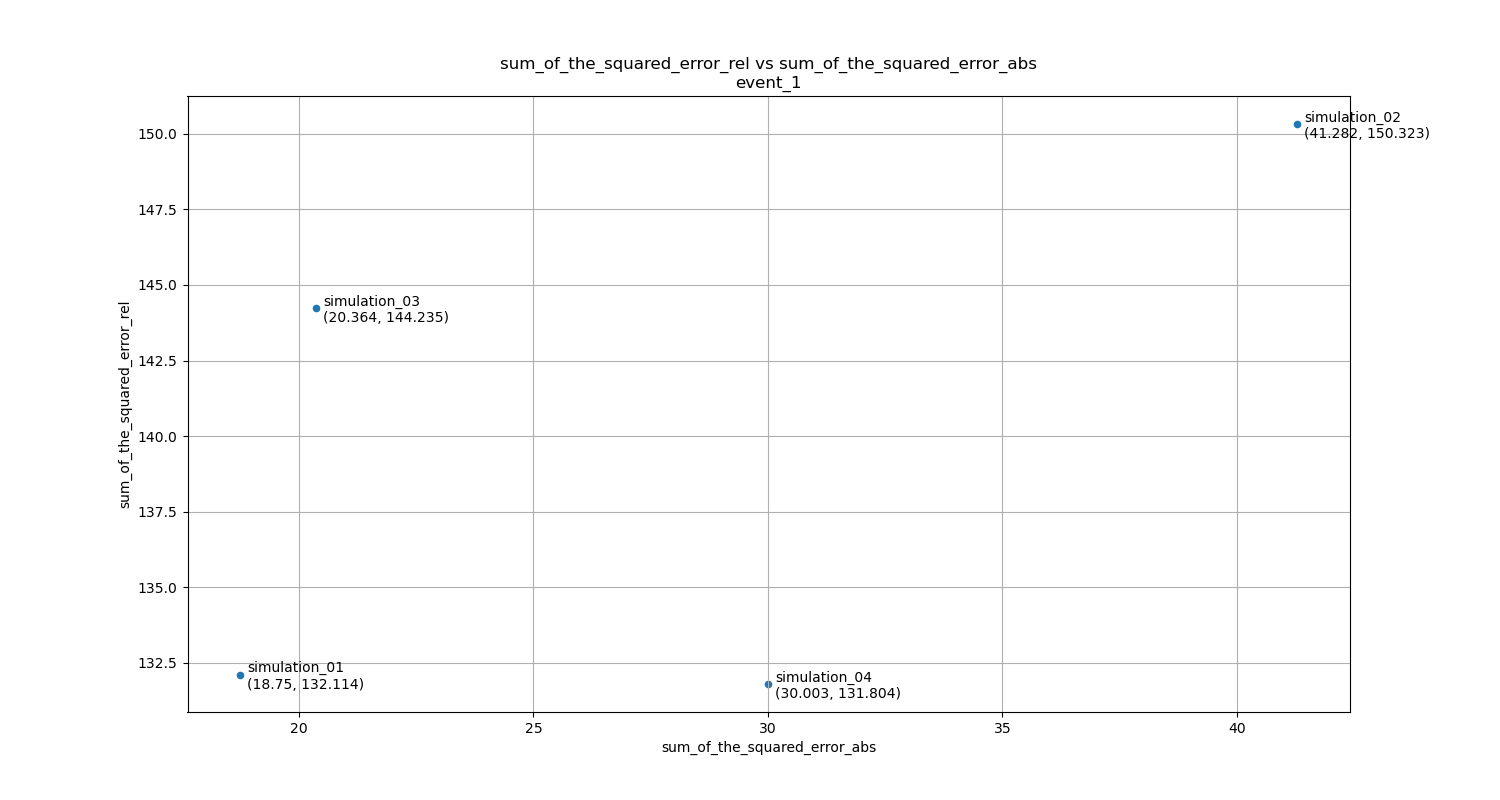 sum_of_the_squared_error_rel vs sum_of_the_squared_error_abs
event_1
sum_of_the_squared_error_rel
150.0
147.5
145.0
142.5
140.0
137.5
135.0
132.5
simulation_02
(41.282, 150.323)
simulation_03
(20.364, 144.235)
simulation_01
(18.75, 132.114)
simulation_04
(30.003, 131.804)
20 25 30 35 40
sum_of_the_squared_error_abs